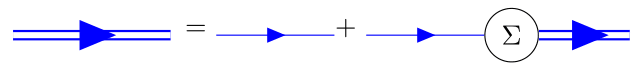 = + Σ